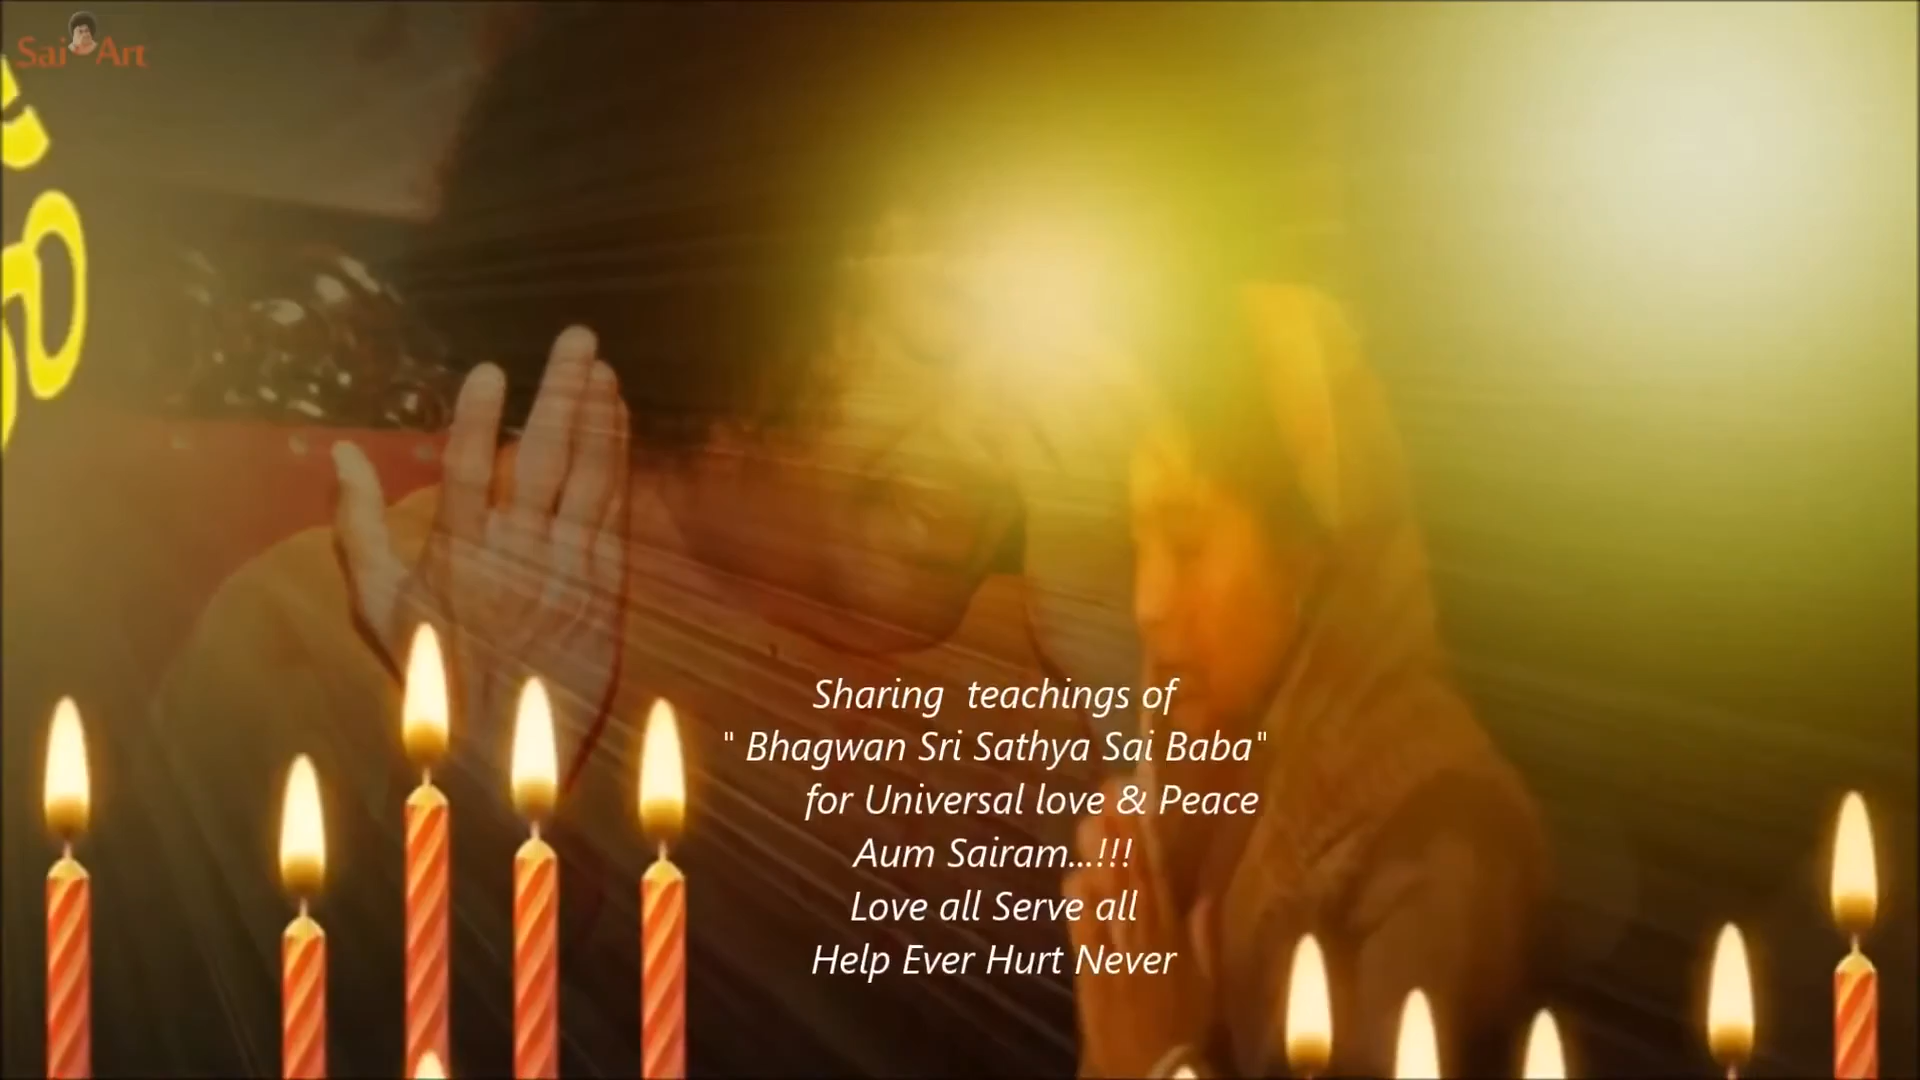 Sai Art
ॐ
Sharing  teachings of
" Bhagwan Sri Sathya Sai Baba"
for Universal love & Peace
Aum Sairam...!!!
Love all Serve all
Help Ever Hurt Never